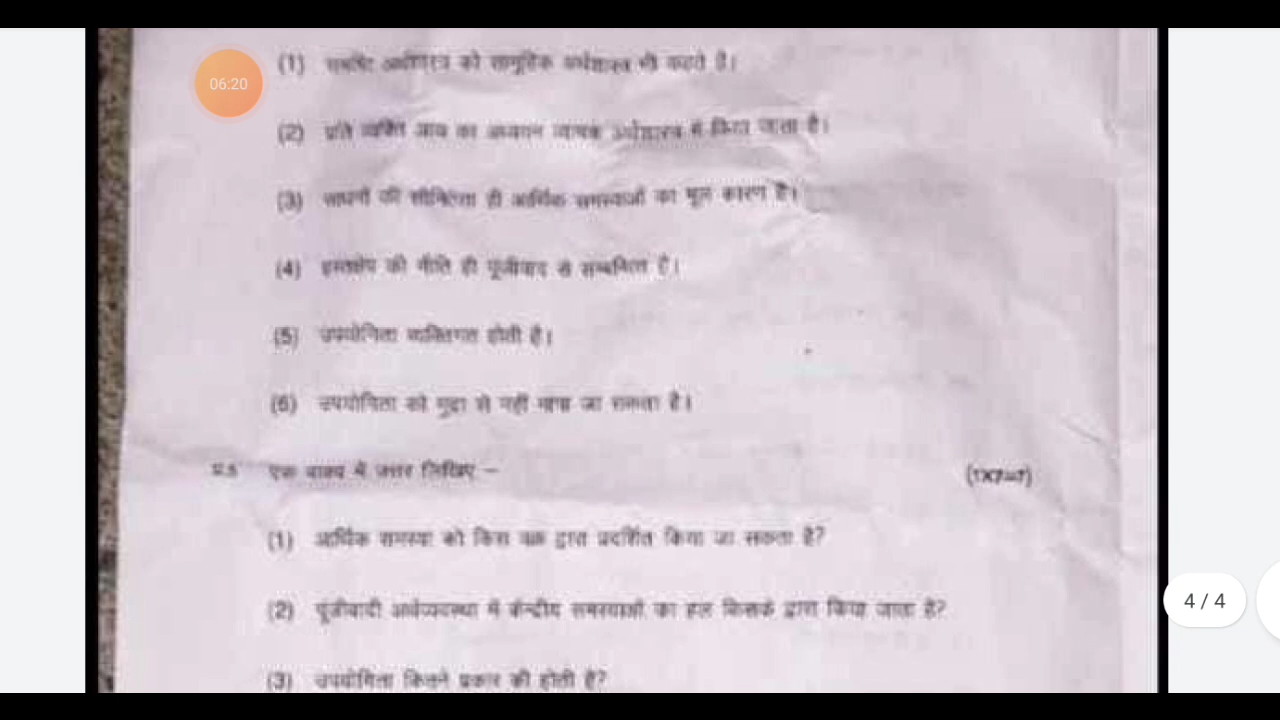 06:20
(1) समष्टि अर्थशास्त्र को सामूहिक अर्थशास्त्र भी कहते है।
(2) प्रति व्यक्ति आय का अध्ययन व्यापक अर्थशास्त्र में किया जाता है।
(3) साधनों की सीमितता ही आर्थिक समस्याओं का मूल कारण है।
(4) हस्तक्षेप की नीति ही पूंजीवाद से सम्बन्धित है।
(5) उपयोगिता व्यक्तिगत होती है।
(6) उपयोगिता को मुद्रा से नहीं मापा जा सकता है।
एक वाक्य में उत्तर लिखिए – (1X7=7)
(1) आर्थिक समस्या को किस वक्र द्वारा प्रदर्शित किया जा सकता है?
(2) पूंजीवादी अर्थव्यवस्था में केन्द्रीय समस्याओं का हल किसके द्वारा किया जाता है?
4 / 4
(3) उपयोगिता कितने प्रकार की होती है?